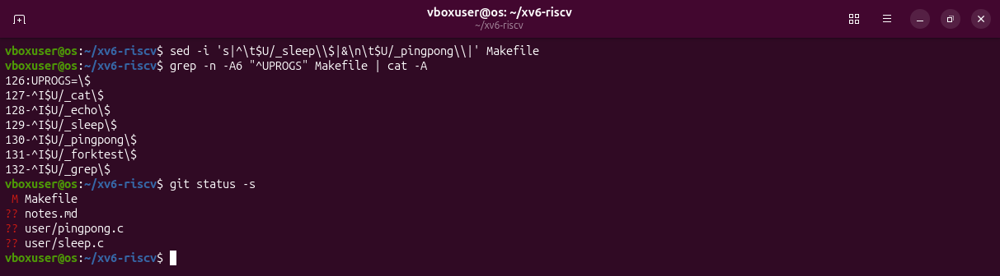 vboxuser@os: ~/xv6-riscv
~/xv6-riscv
vboxuser@os:~/xv6-riscv$ sed -i 's|^\t$U/_sleep\\$|&\n\t$U/_pingpong\\|' Makefile
vboxuser@os:~/xv6-riscv$ grep -n -A6 "^UPROGS" Makefile | cat -A
126:UPROGS=\$
127-^I$U/_cat\$
128-^I$U/_echo\$
129-^I$U/_sleep\$
130-^I$U/_pingpong\$
131-^I$U/_forktest\$
132-^I$U/_grep\$
vboxuser@os:~/xv6-riscv$ git status -s
 M Makefile
?? notes.md
?? user/pingpong.c
?? user/sleep.c
vboxuser@os:~/xv6-riscv$